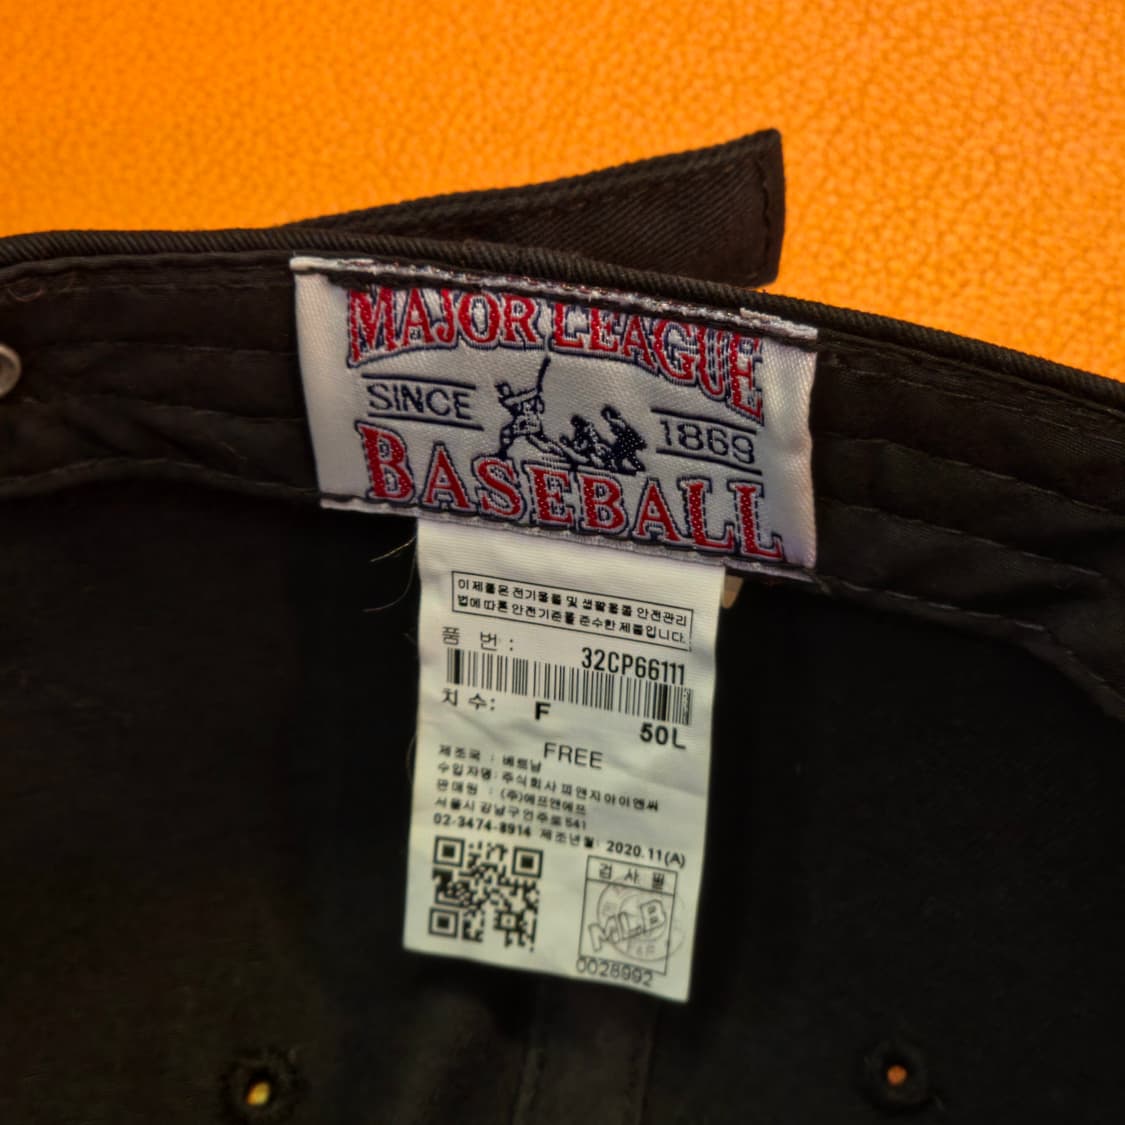 MAJOR LEAGUE
SINCE 1869
BASEBALL
이 제품은 전기용품 및 생활용품 안전관리
법에 따른 안전기준을 준수한 제품입니다.
품 번 :
32CP66111
치 수: F 50L
FREE
제조국 : 베트남
수입자명: 주식회사 피앤지아이앤씨
판매원 : (주)에프앤에프
서울시 강남구 언주로 541
02-3474-8914 제조년월: 2020.11(A)
검 사 필
MLB
0028992